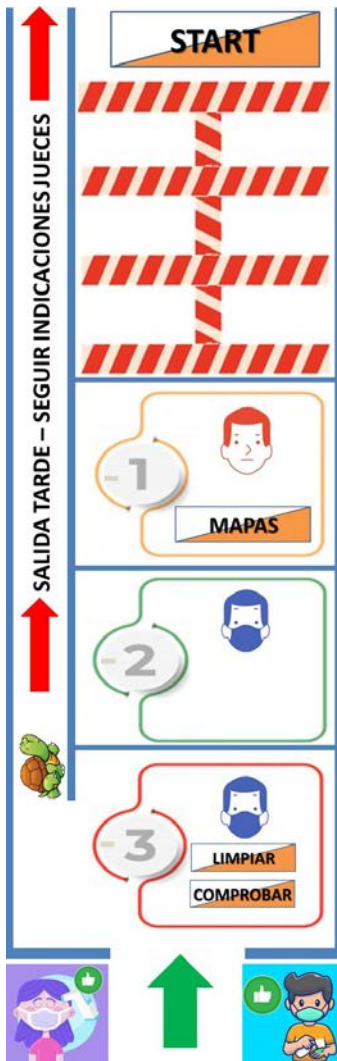 START
SALIDA TARDE – SEGUIR INDICACIONES JUECES
1
MAPAS
2
3
LIMPIAR
COMPROBAR